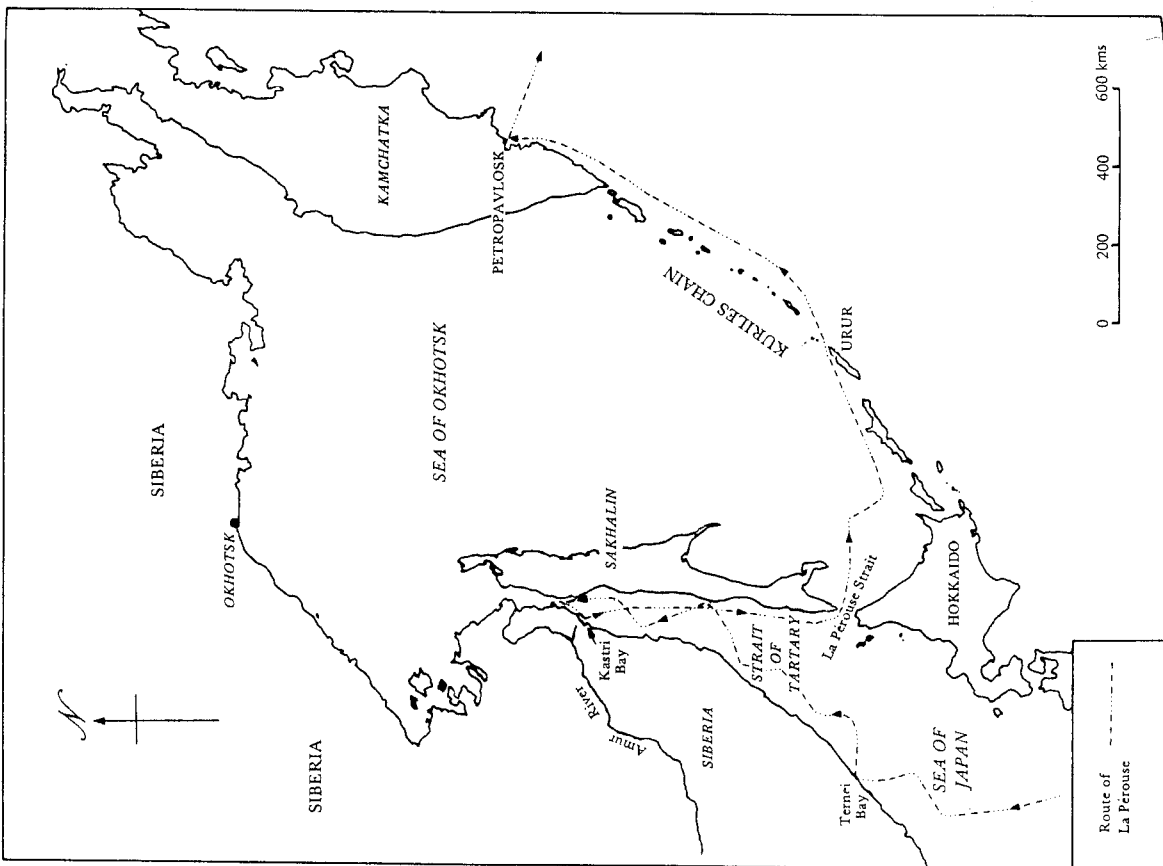 N
SIBERIA
OKHOTSK
SIBERIA
KAMCHATKA
PETROPAVLOSK
SEA OF OKHOTSK
SAKHALIN
KURILES CHAIN
URUR
Kastri
Bay
Amur River
SIBERIA
STRAIT
OF
TARTARY
La Pérouse Strait
HOKKAIDO
Ternei
Bay
SEA OF
JAPAN
0 200 400 600 kms
Route of
La Pérouse